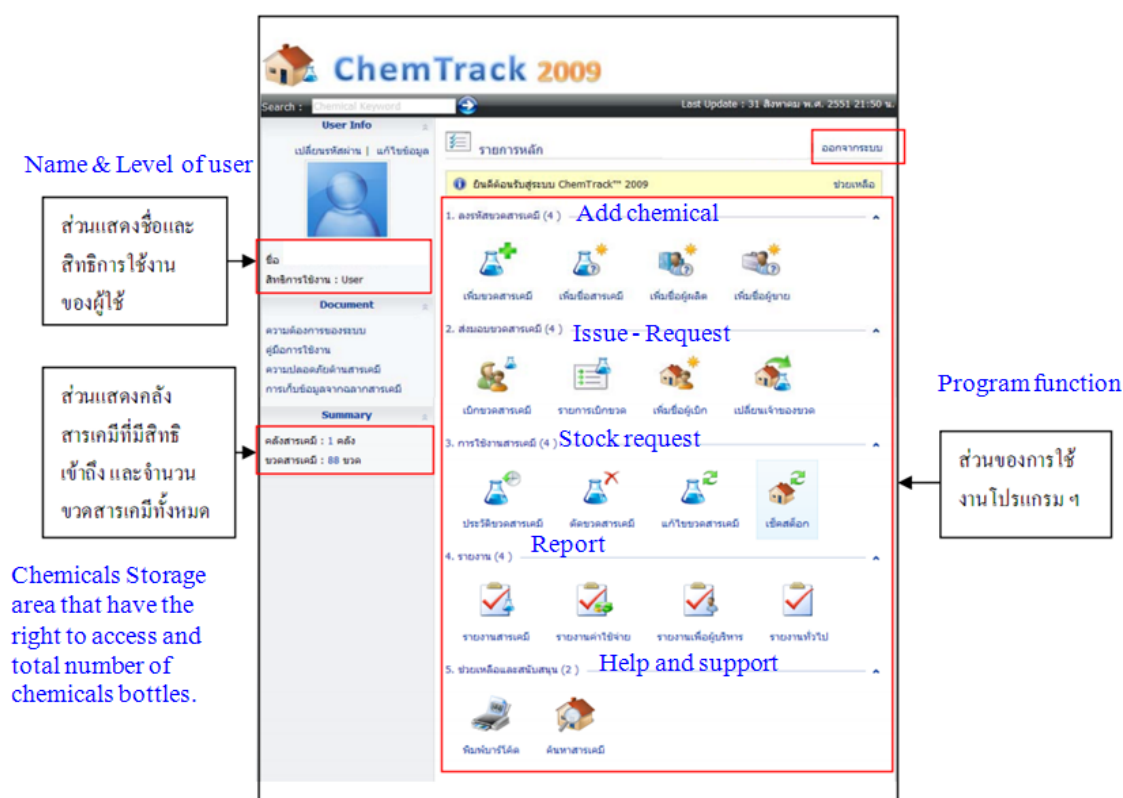 ChemTrack 2009
Search : Chemical Keyword
Last Update : 31 สิงหาคม พ.ศ. 2551 21:50 น.
User Info
เปลี่ยนรหัสผ่าน | แก้ไขข้อมูล
รายการหลัก
ออกจากระบบ
Name & Level of user
ยินดีต้อนรับสู่ระบบ ChemTrack™ 2009
ช่วยเหลือ
ส่วนแสดงชื่อและ
สิทธิการใช้งาน
ของผู้ใช้
ชื่อ
สิทธิการใช้งาน : User
1. ลงรหัสขวดสารเคมี (4 )
Add chemical
เพิ่มขวดสารเคมี
เพิ่มชื่อสารเคมี
เพิ่มชื่อผู้ผลิต
เพิ่มชื่อผู้ขาย
Document
ความต้องการของระบบ
คู่มือการใช้งาน
ความปลอดภัยด้านสารเคมี
การเก็บข้อมูลจากฉลากสารเคมี
2. ส่งมอบขวดสารเคมี (4 )
Issue - Request
เบิกขวดสารเคมี
รายการเบิกขวด
เพิ่มชื่อผู้เบิก
เปลี่ยนเจ้าของขวด
ส่วนแสดงคลัง
สารเคมีที่มีสิทธิ
เข้าถึง และจำนวน
ขวดสารเคมีทั้งหมด
Summary
คลังสารเคมี : 1 คลัง
ขวดสารเคมี : 88 ขวด
Program function
ส่วนของการใช้
งานโปรแกรม ฯ
3. การใช้งานสารเคมี (4 )
Stock request
ประวัติขวดสารเคมี
ตัดขวดสารเคมี
แก้ไขขวดสารเคมี
เช็คสต็อก
Chemicals Storage
area that have the
right to access and
total number of
chemicals bottles.
4. รายงาน (4 )
Report
รายงานสารเคมี
รายงานค่าใช้จ่าย
รายงานเพื่อผู้บริหาร
รายงานทั่วไป
5. ช่วยเหลือและสนับสนุน (2 )
Help and support
พิมพ์บาร์โค้ด
ค้นหาสารเคมี